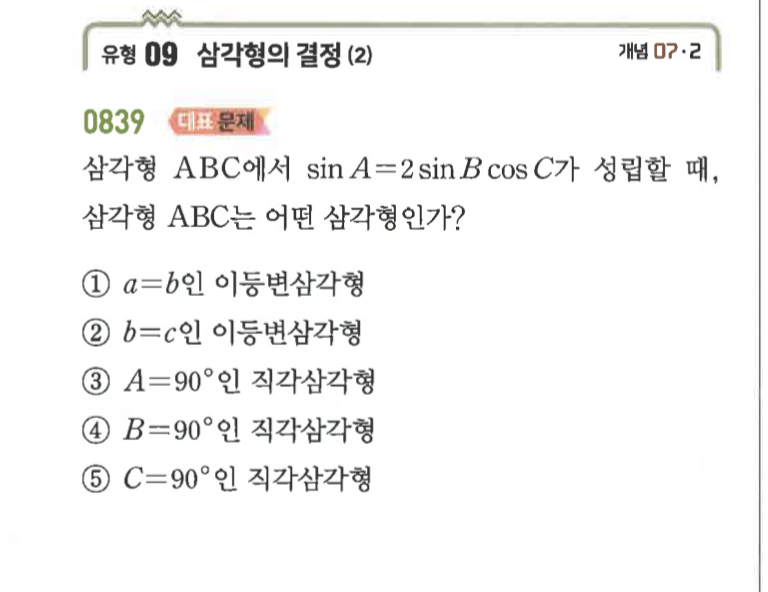 유형 09 삼각형의 결정 (2) 개념 07·2
0839 대표 문제
삼각형 ABC에서 sin A=2 sin B cos C가 성립할 때,
삼각형 ABC는 어떤 삼각형인가?
① a=b인 이등변삼각형
② b=c인 이등변삼각형
③ A=90°인 직각삼각형
④ B=90°인 직각삼각형
⑤ C=90°인 직각삼각형